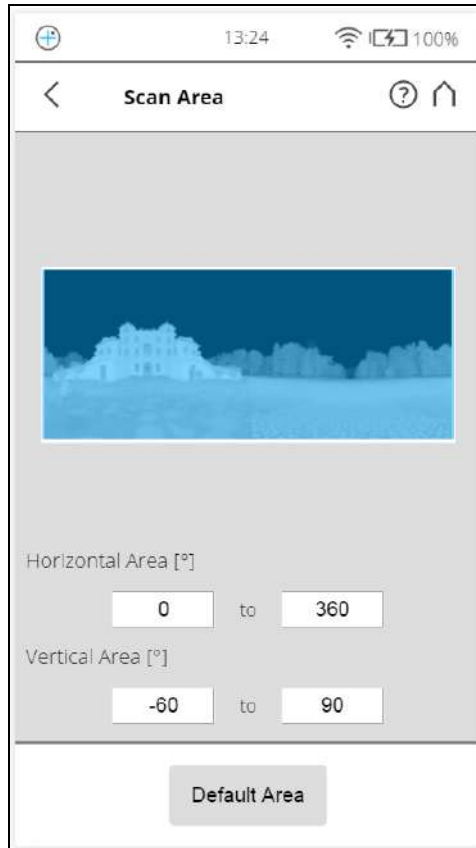 13:24 100%
Scan Area ?
Horizontal Area [°]
0 to 360
Vertical Area [°]
-60 to 90
Default Area